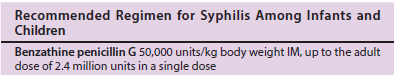 Recommended Regimen for Syphilis Among Infants and
Children
Benzathine penicillin G 50,000 units/kg body weight IM, up to the adult
dose of 2.4 million units in a single dose